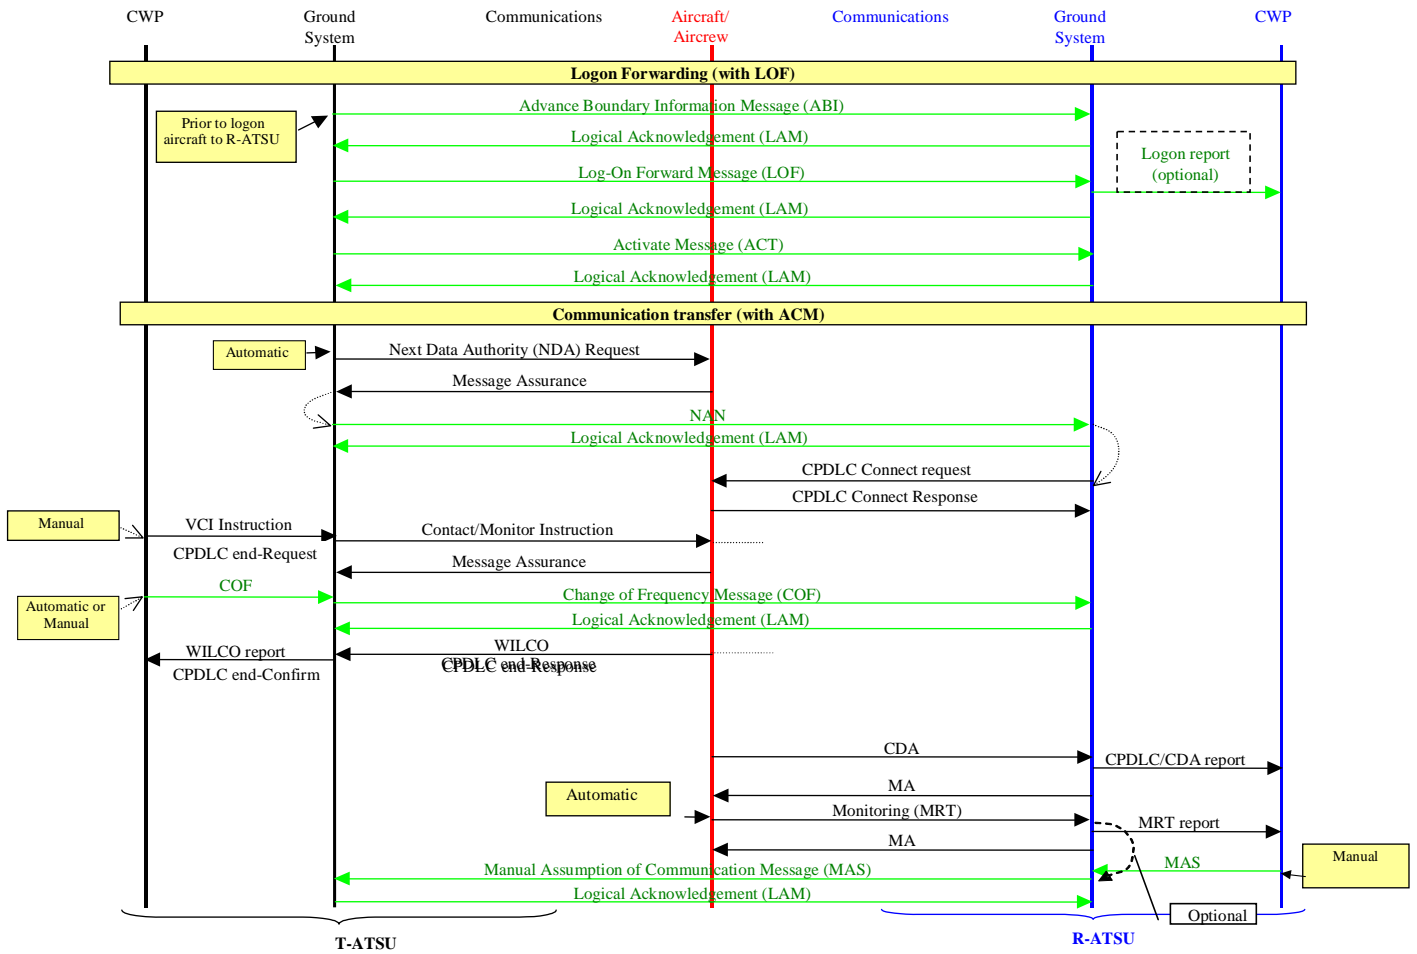 CWP
Ground
System
Communications
Aircraft/
Aircrew
Communications
Ground
System
CWP
Logon Forwarding (with LOF)
Prior to logon
aircraft to R-ATSU
Advance Boundary Information Message (ABI)
Logical Acknowledgement (LAM)
Logon report
(optional)
Log-On Forward Message (LOF)
Logical Acknowledgement (LAM)
Activate Message (ACT)
Logical Acknowledgement (LAM)
Communication transfer (with ACM)
Automatic
Next Data Authority (NDA) Request
Message Assurance
NAN
Logical Acknowledgement (LAM)
CPDLC Connect request
CPDLC Connect Response
Manual
VCI Instruction
CPDLC end-Request
Contact/Monitor Instruction
Message Assurance
Automatic or
Manual
COF
Change of Frequency Message (COF)
Logical Acknowledgement (LAM)
WILCO report
CPDLC end-Confirm
WILCO
CPDLC end-Response
CDA
CPDLC/CDA report
MA
Automatic
Monitoring (MRT)
MRT report
MA
Manual
MAS
Manual Assumption of Communication Message (MAS)
Logical Acknowledgement (LAM)
Optional
T-ATSU
R-ATSU